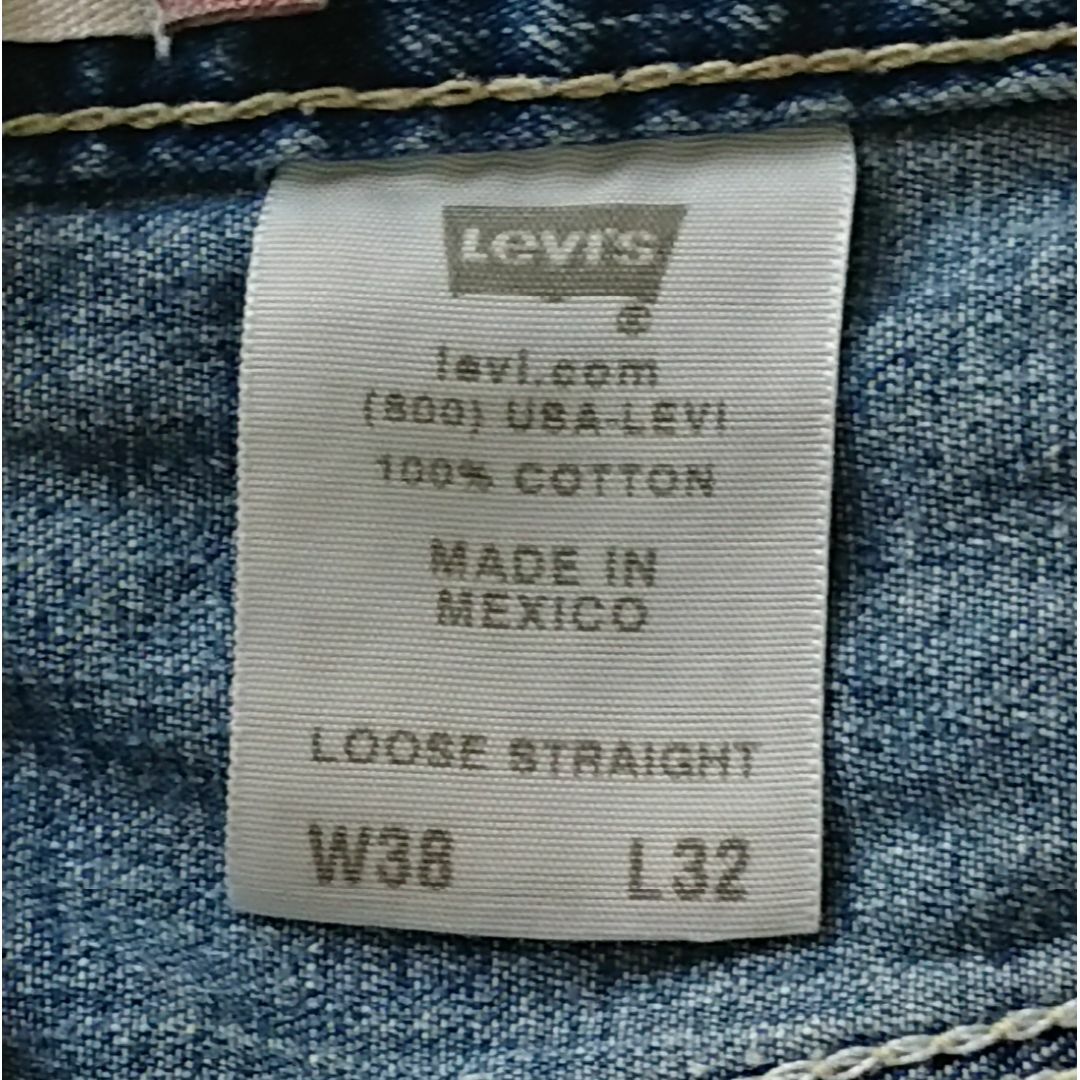 Levi's
®
levi.com
(800) USA-LEVI
100% COTTON
MADE IN
MEXICO
LOOSE STRAIGHT
W38 L32